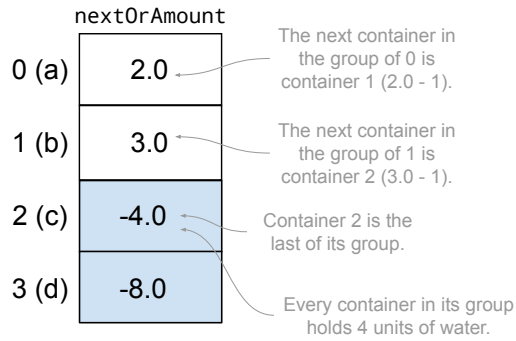 nextOrAmount
0 (a)
2.0
The next container in
the group of 0 is
container 1 (2.0 - 1).
1 (b)
3.0
The next container in
the group of 1 is
container 2 (3.0 - 1).
2 (c)
-4.0
Container 2 is the
last of its group.
3 (d)
-8.0
Every container in its group
holds 4 units of water.